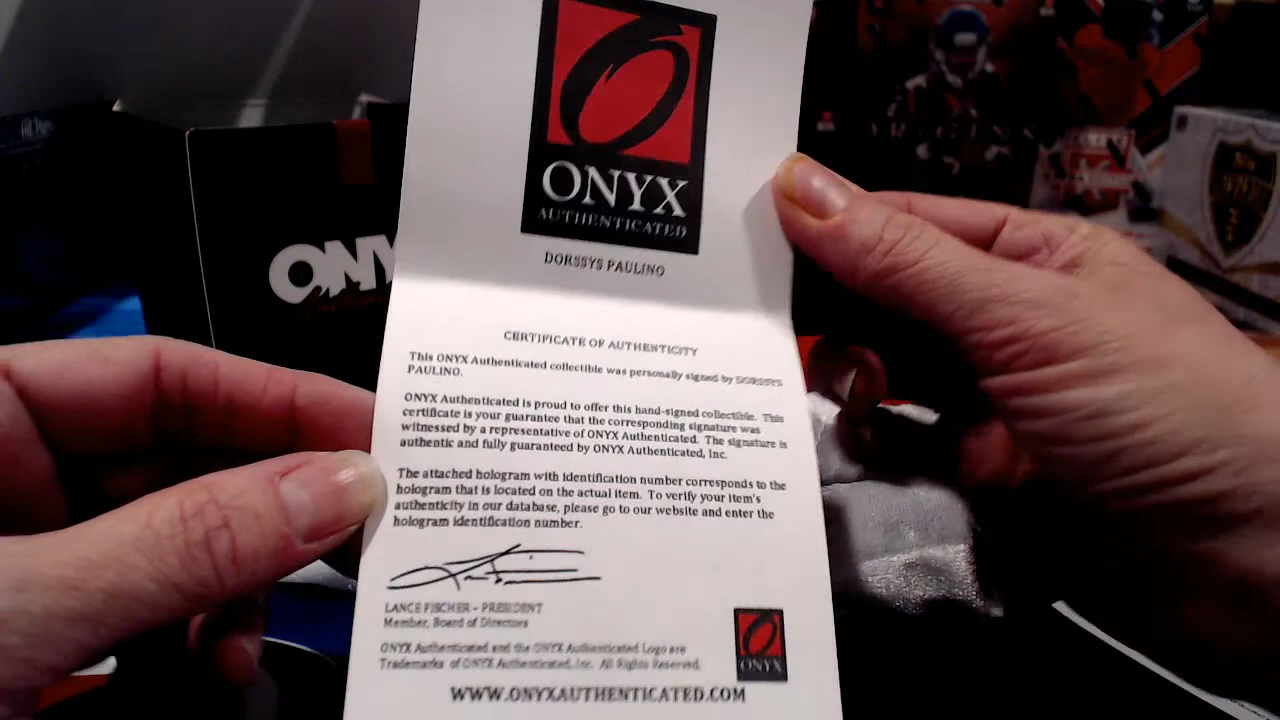 ONYX
AUTHENTICATED
DORSSYS PAULINO
CERTIFICATE OF AUTHENTICITY
This ONYX Authenticated collectible was personally signed by DORSSYS
PAULINO.
ONYX Authenticated is proud to offer this hand-signed collectible. This
certificate is your guarantee that the corresponding signature was
witnessed by a representative of ONYX Authenticated. The signature is
authentic and fully guaranteed by ONYX Authenticated, Inc.
The attached hologram with identification number corresponds to the
hologram that is located on the actual item. To verify your item's
authenticity in our database, please go to our website and enter the
hologram identification number.
LANCE FISCHER - PRESIDENT
Member, Board of Directors
ONYX Authenticated and the ONYX Authenticated Logo are
Trademarks of ONYX Authenticated, Inc. All Rights Reserved.
ONYX
WWW.ONYXAUTHENTICATED.COM
ONY
ORIGINS